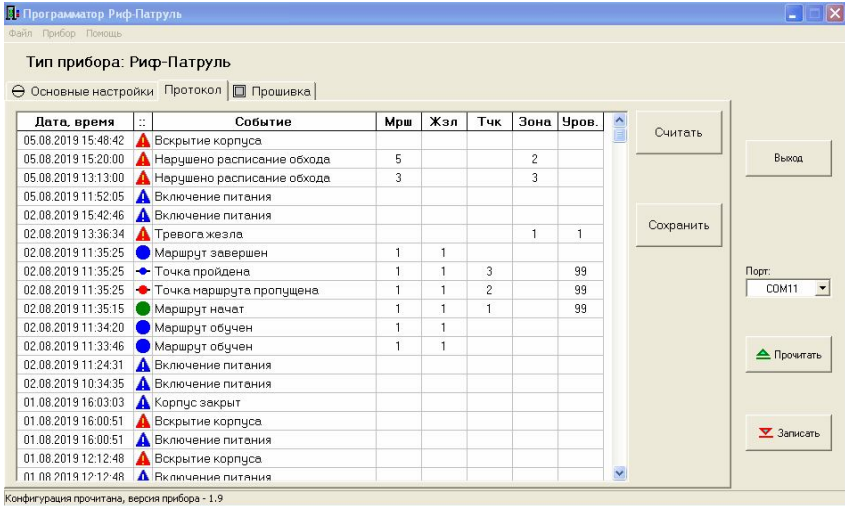 Программатор Риф-Патруль
Файл Прибор Помощь
Тип прибора: Риф-Патруль
Основные настройки Протокол Прошивка
Дата, время :: Событие Мрш Жзл Тчк Зона Уров.
05.08.2019 15:48:42 Вскрытие корпуса
05.08.2019 15:20:00 Нарушено расписание обхода 5 2
05.08.2019 13:13:00 Нарушено расписание обхода 3 3
05.08.2019 11:52:05 Включение питания
02.08.2019 15:42:46 Включение питания
02.08.2019 13:36:34 Тревога жезла 1 1
02.08.2019 11:35:25 Маршрут завершен 1 1
02.08.2019 11:35:25 Точка пройдена 1 1 3 99
02.08.2019 11:35:25 Точка маршрута пропущена 1 1 2 99
02.08.2019 11:35:15 Маршрут начат 1 1 1 99
02.08.2019 11:34:20 Маршрут обучен 1 1
02.08.2019 11:33:46 Маршрут обучен 1 1
02.08.2019 11:24:31 Включение питания
02.08.2019 10:34:35 Включение питания
01.08.2019 16:03:03 Корпус закрыт
01.08.2019 16:00:51 Вскрытие корпуса
01.08.2019 16:00:51 Включение питания
01.08.2019 12:12:48 Вскрытие корпуса
01.08.2019 12:12:48 Включение питания
Считать
Сохранить
Выход
Порт:
COM11
Прочитать
Записать
Конфигурация прочитана, версия прибора - 1.9